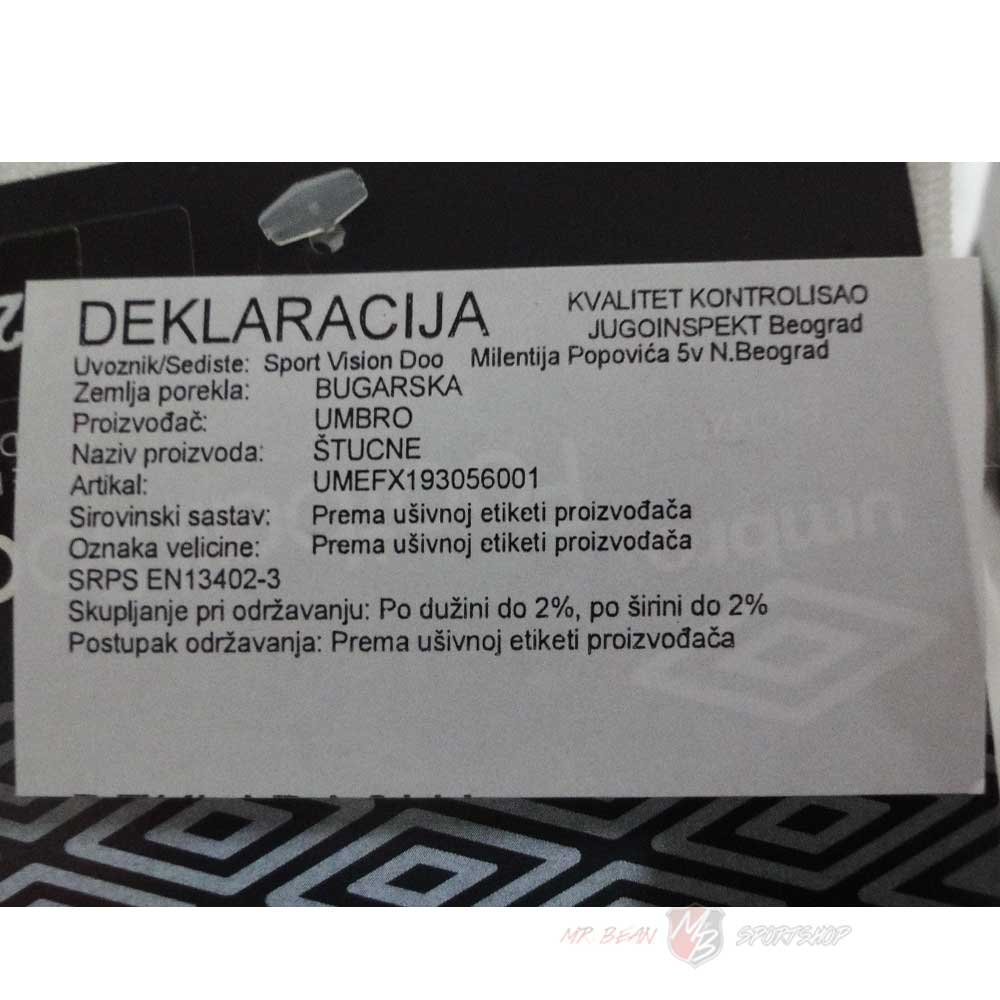 DEKLARACIJA
KVALITET KONTROLISAO
JUGOINSPEKT Beograd
Uvoznik/Sediste: Sport Vision Doo Milentija Popovića 5v N.Beograd
Zemlja porekla: BUGARSKA
Proizvođač: UMBRO
Naziv proizvoda: ŠTUCNE
Artikal: UMEFX193056001
Sirovinski sastav: Prema ušivnoj etiketi proizvođača
Oznaka velicine: Prema ušivnoj etiketi proizvođača
SRPS EN13402-3
Skupljanje pri održavanju: Po dužini do 2%, po širini do 2%
Postupak održavanja: Prema ušivnoj etiketi proizvođača
MR. BEAN MB SPORTSHOP